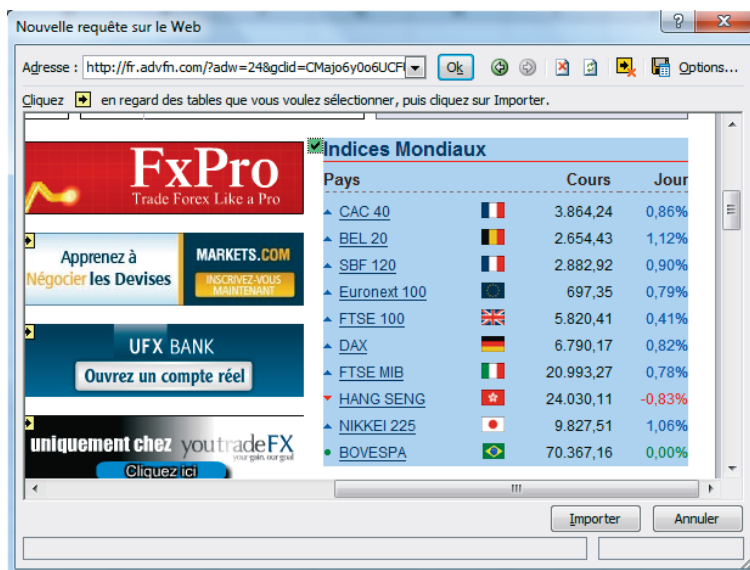 Nouvelle requête sur le Web
Adresse : http://fr.advfn.com/?adw=24&gclid=CMajo6y0o6UCF Ok Options...
Cliquez en regard des tables que vous voulez sélectionner, puis cliquez sur Importer.
FxPro
Trade Forex Like a Pro
Apprenez à
Négocier les Devises
MARKETS.COM
INSCRIVEZ-VOUS
MAINTENANT
UFX BANK
Ouvrez un compte réel
uniquement chez youtradeFX
your gain. our goal
Cliquez ici
Indices Mondiaux
Pays Cours Jour
CAC 40 3.864,24 0,86%
BEL 20 2.654,43 1,12%
SBF 120 2.882,92 0,90%
Euronext 100 697,35 0,79%
FTSE 100 5.820,41 0,41%
DAX 6.790,17 0,82%
FTSE MIB 20.993,27 0,78%
HANG SENG 24.030,11 -0,83%
NIKKEI 225 9.827,51 1,06%
BOVESPA 70.367,16 0,00%
Importer Annuler